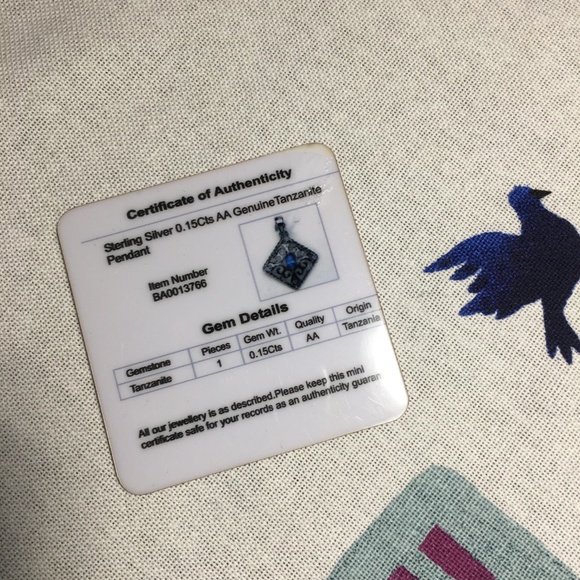 Certificate of Authenticity
Sterling Silver 0.15Cts AA GenuineTanzanite
Pendant
Item Number
BA0013766
Gem Details
Gemstone Pieces Gem Wt. Quality Origin
Tanzanite 1 0.15Cts AA Tanzania
All our jewellery is as described.Please keep this mini
certificate safe for your records as an authenticity guaran